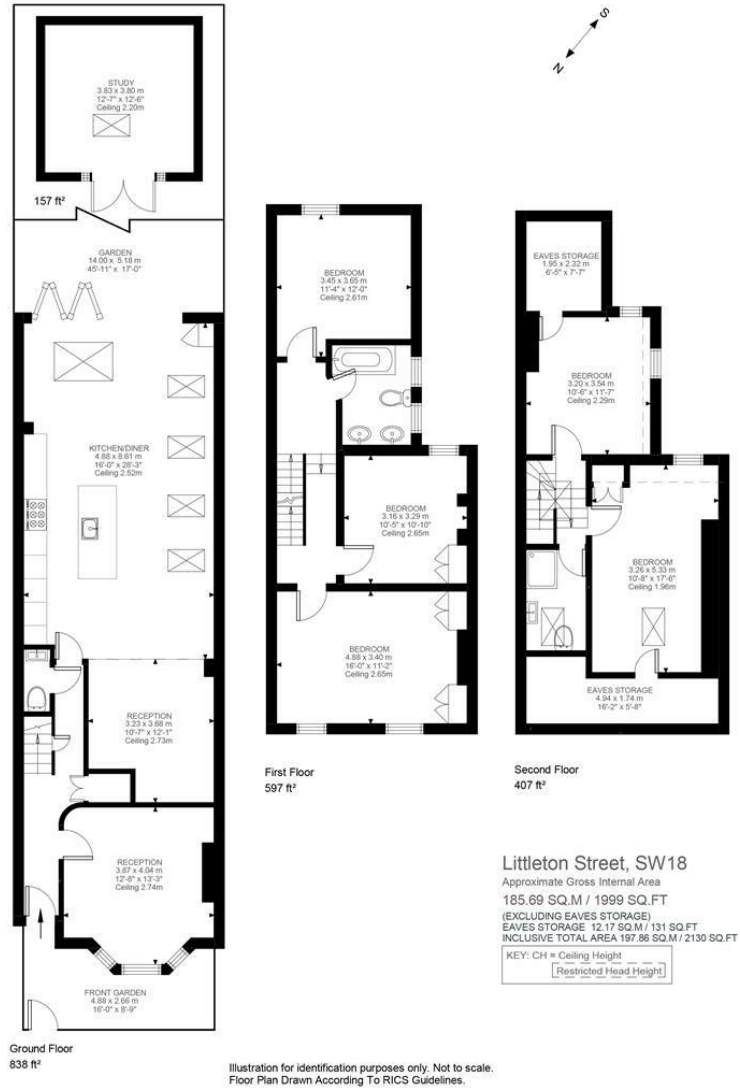 S
N
STUDY
3.83 x 3.80 m
12'-7" x 12'-6"
Ceiling 2.20m
157 ft²
GARDEN
14.00 x 5.18 m
45'-11" x 17'-0"
KITCHEN/DINER
4.88 x 8.61 m
16'-0" x 28'-3"
Ceiling 2.52m
RECEPTION
3.23 x 3.68 m
10'-7" x 12'-1"
Ceiling 2.73m
RECEPTION
3.87 x 4.04 m
12'-8" x 13'-3"
Ceiling 2.74m
FRONT GARDEN
4.88 x 2.66 m
16'-0" x 8'-9"
Ground Floor
838 ft²
BEDROOM
3.45 x 3.65 m
11'-4" x 12'-0"
Ceiling 2.61m
BEDROOM
3.16 x 3.29 m
10'-5" x 10'-10"
Ceiling 2.65m
BEDROOM
4.88 x 3.40 m
16'-0" x 11'-2"
Ceiling 2.65m
First Floor
597 ft²
EAVES STORAGE
1.95 x 2.32 m
6'-5" x 7'-7"
BEDROOM
3.20 x 3.54 m
10'-6" x 11'-7"
Ceiling 2.29m
BEDROOM
3.26 x 5.33 m
10'-8" x 17'-6"
Ceiling 1.96m
EAVES STORAGE
4.94 x 1.74 m
16'-2" x 5'-8"
Second Floor
407 ft²
Littleton Street, SW18
Approximate Gross Internal Area
185.69 SQ.M / 1999 SQ.FT
(EXCLUDING EAVES STORAGE)
EAVES STORAGE 12.17 SQ.M / 131 SQ.FT
INCLUSIVE TOTAL AREA 197.86 SQ.M / 2130 SQ.FT
KEY: CH = Ceiling Height
Restricted Head Height
Illustration for identification purposes only. Not to scale.
Floor Plan Drawn According To RICS Guidelines.